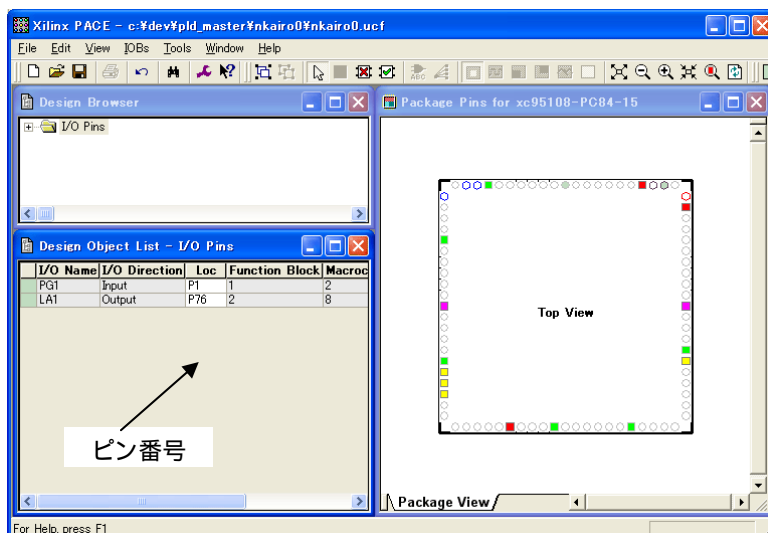 Xilinx PACE - c:¥dev¥pld_master¥nkairo0¥nkairo0.ucf
File Edit View IOBs Tools Window Help
Design Browser
I/O Pins
Design Object List - I/O Pins
I/O Name I/O Direction Loc Function Block Macroc
PG1 Input P1 1 2
LA1 Output P76 2 8
ピン番号
Package Pins for xc95108-PC84-15
Top View
Package View
For Help, press F1